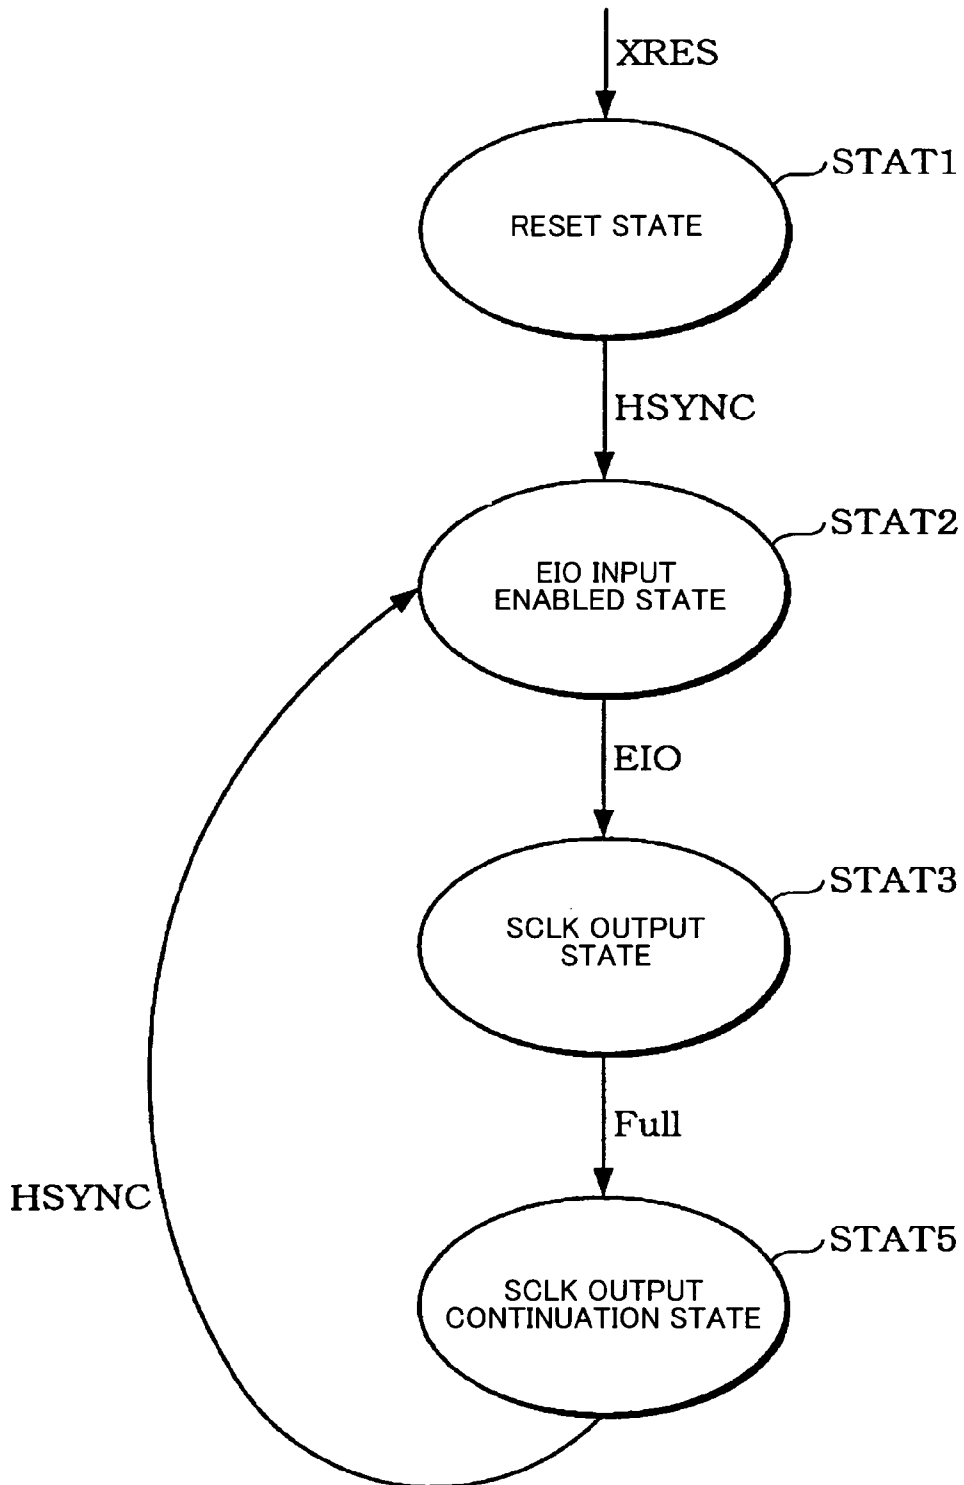 XRES
STAT1
RESET STATE
HSYNC
STAT2
EIO INPUT
ENABLED STATE
EIO
STAT3
SCLK OUTPUT
STATE
Full
HSYNC
STAT5
SCLK OUTPUT
CONTINUATION STATE